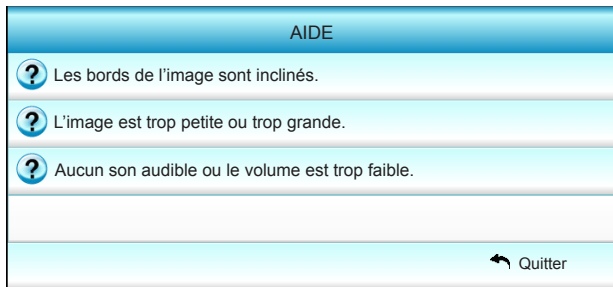 AIDE
Les bords de l’image sont inclinés.
L’image est trop petite ou trop grande.
Aucun son audible ou le volume est trop faible.
Quitter